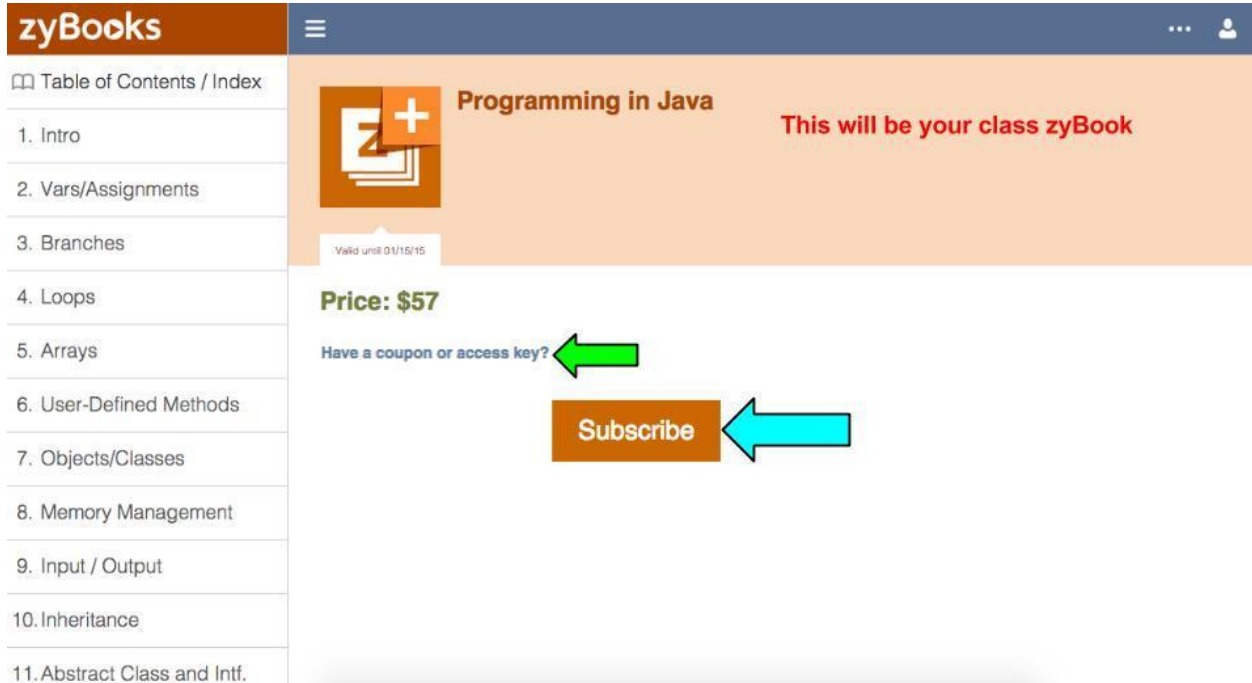 zyBooks
Table of Contents / Index
1. Intro
2. Vars/Assignments
3. Branches
4. Loops
5. Arrays
6. User-Defined Methods
7. Objects/Classes
8. Memory Management
9. Input / Output
10. Inheritance
11. Abstract Class and Intf.
Z
Programming in Java
This will be your class zyBook
Valid until 01/15/15
Price: $57
Have a coupon or access key?
Subscribe